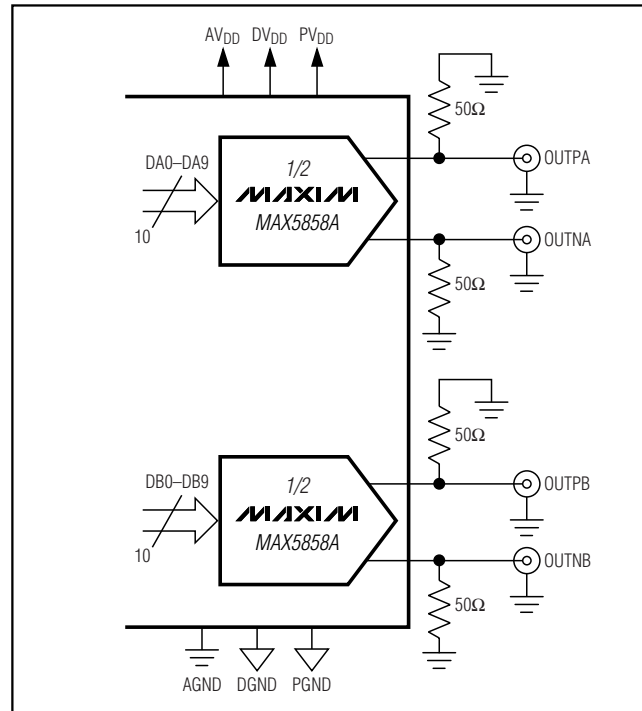 AVDD DVDD PVDD
50Ω
DA0–DA9
1/2
MAXIM
MAX5858A
10
OUTPA
OUTNA
50Ω
50Ω
DB0–DB9
1/2
MAXIM
MAX5858A
10
OUTPB
OUTNB
50Ω
AGND DGND PGND